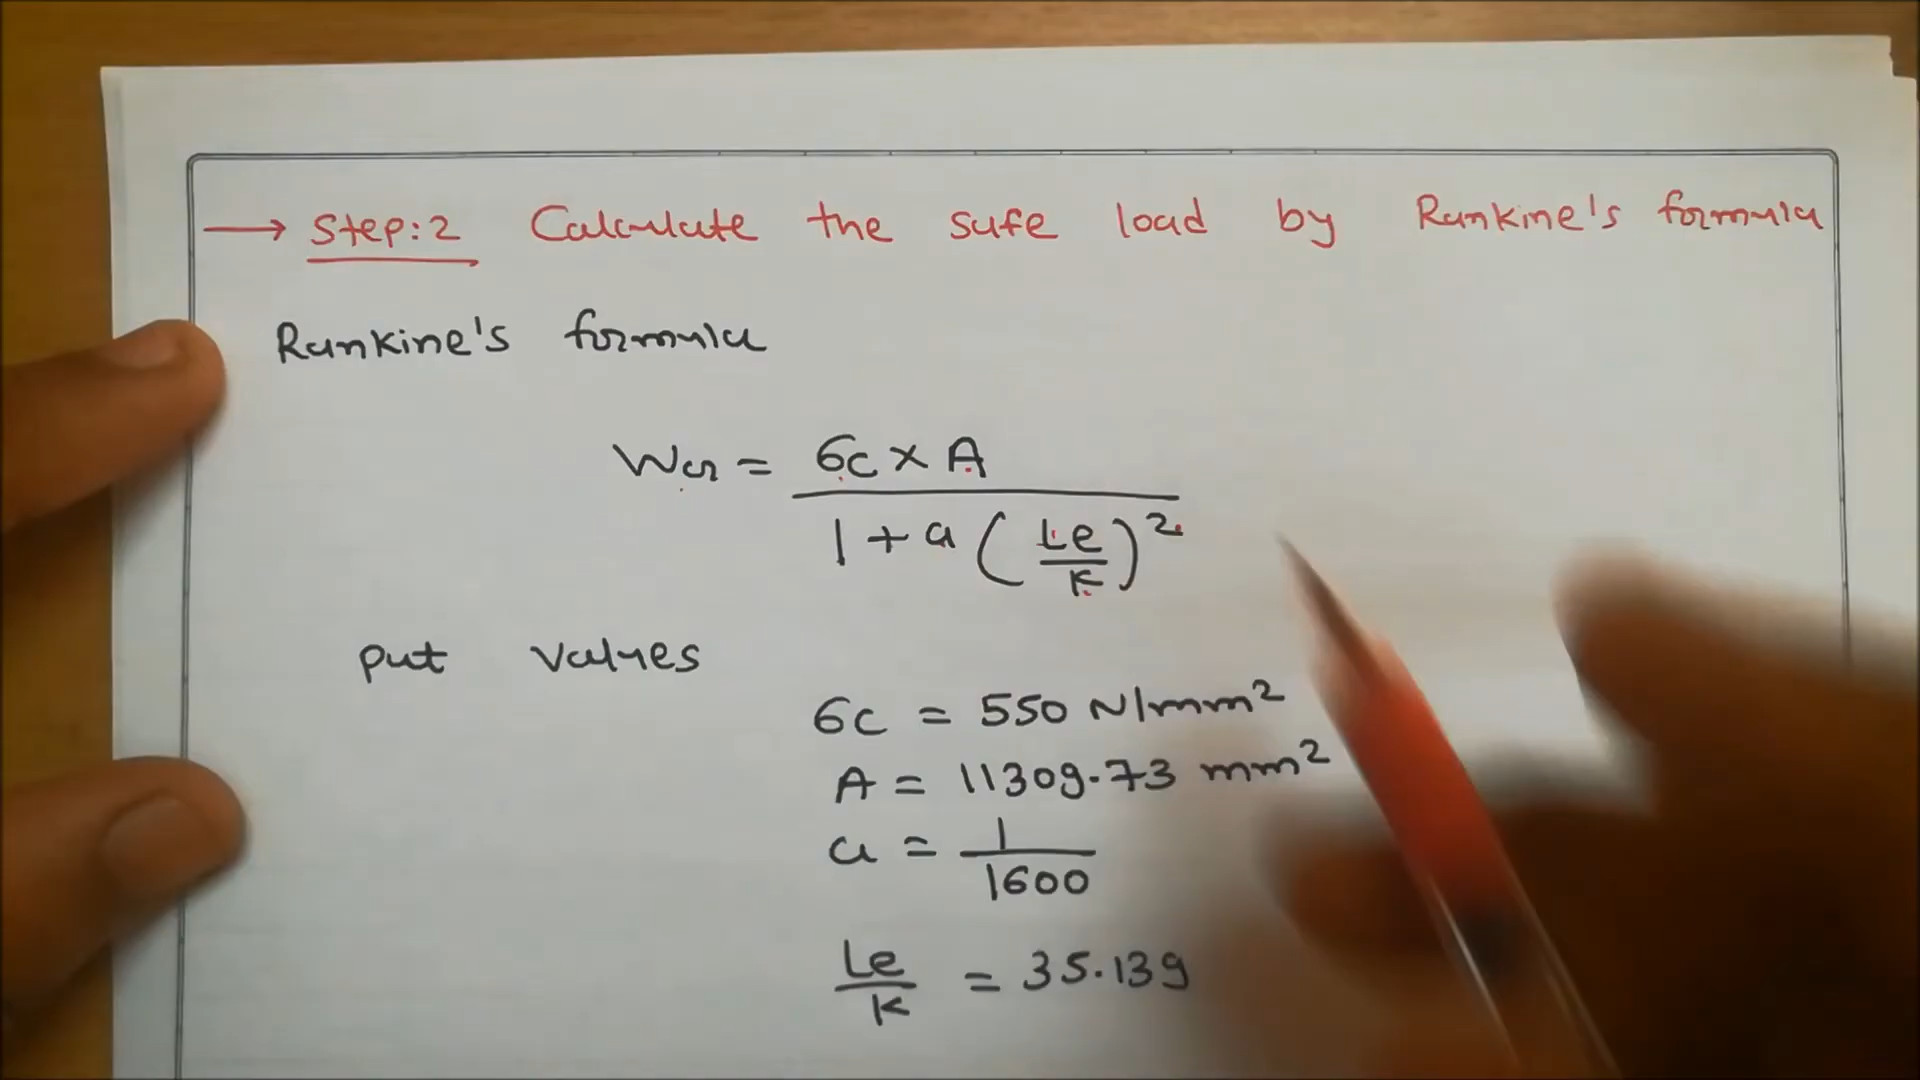 → Step:2 Calculate the safe load by Rankine's formula
Rankine's formula
Wcr = σc × A
1 + a (Le/K)²
put values
σc = 550 N/mm²
A = 11309.73 mm²
a = 1/1600
Le/K = 35.139